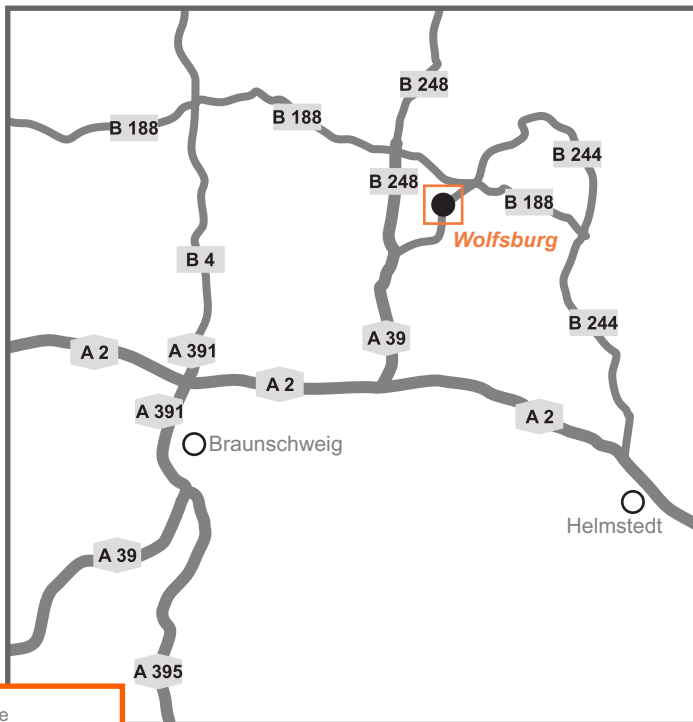 B 248
B 188
B 188
B 244
B 248
B 188
Wolfsburg
B 4
B 244
A 39
A 391
A 2
A 2
A 391
A 2
Braunschweig
Helmstedt
A 39
A 395
e